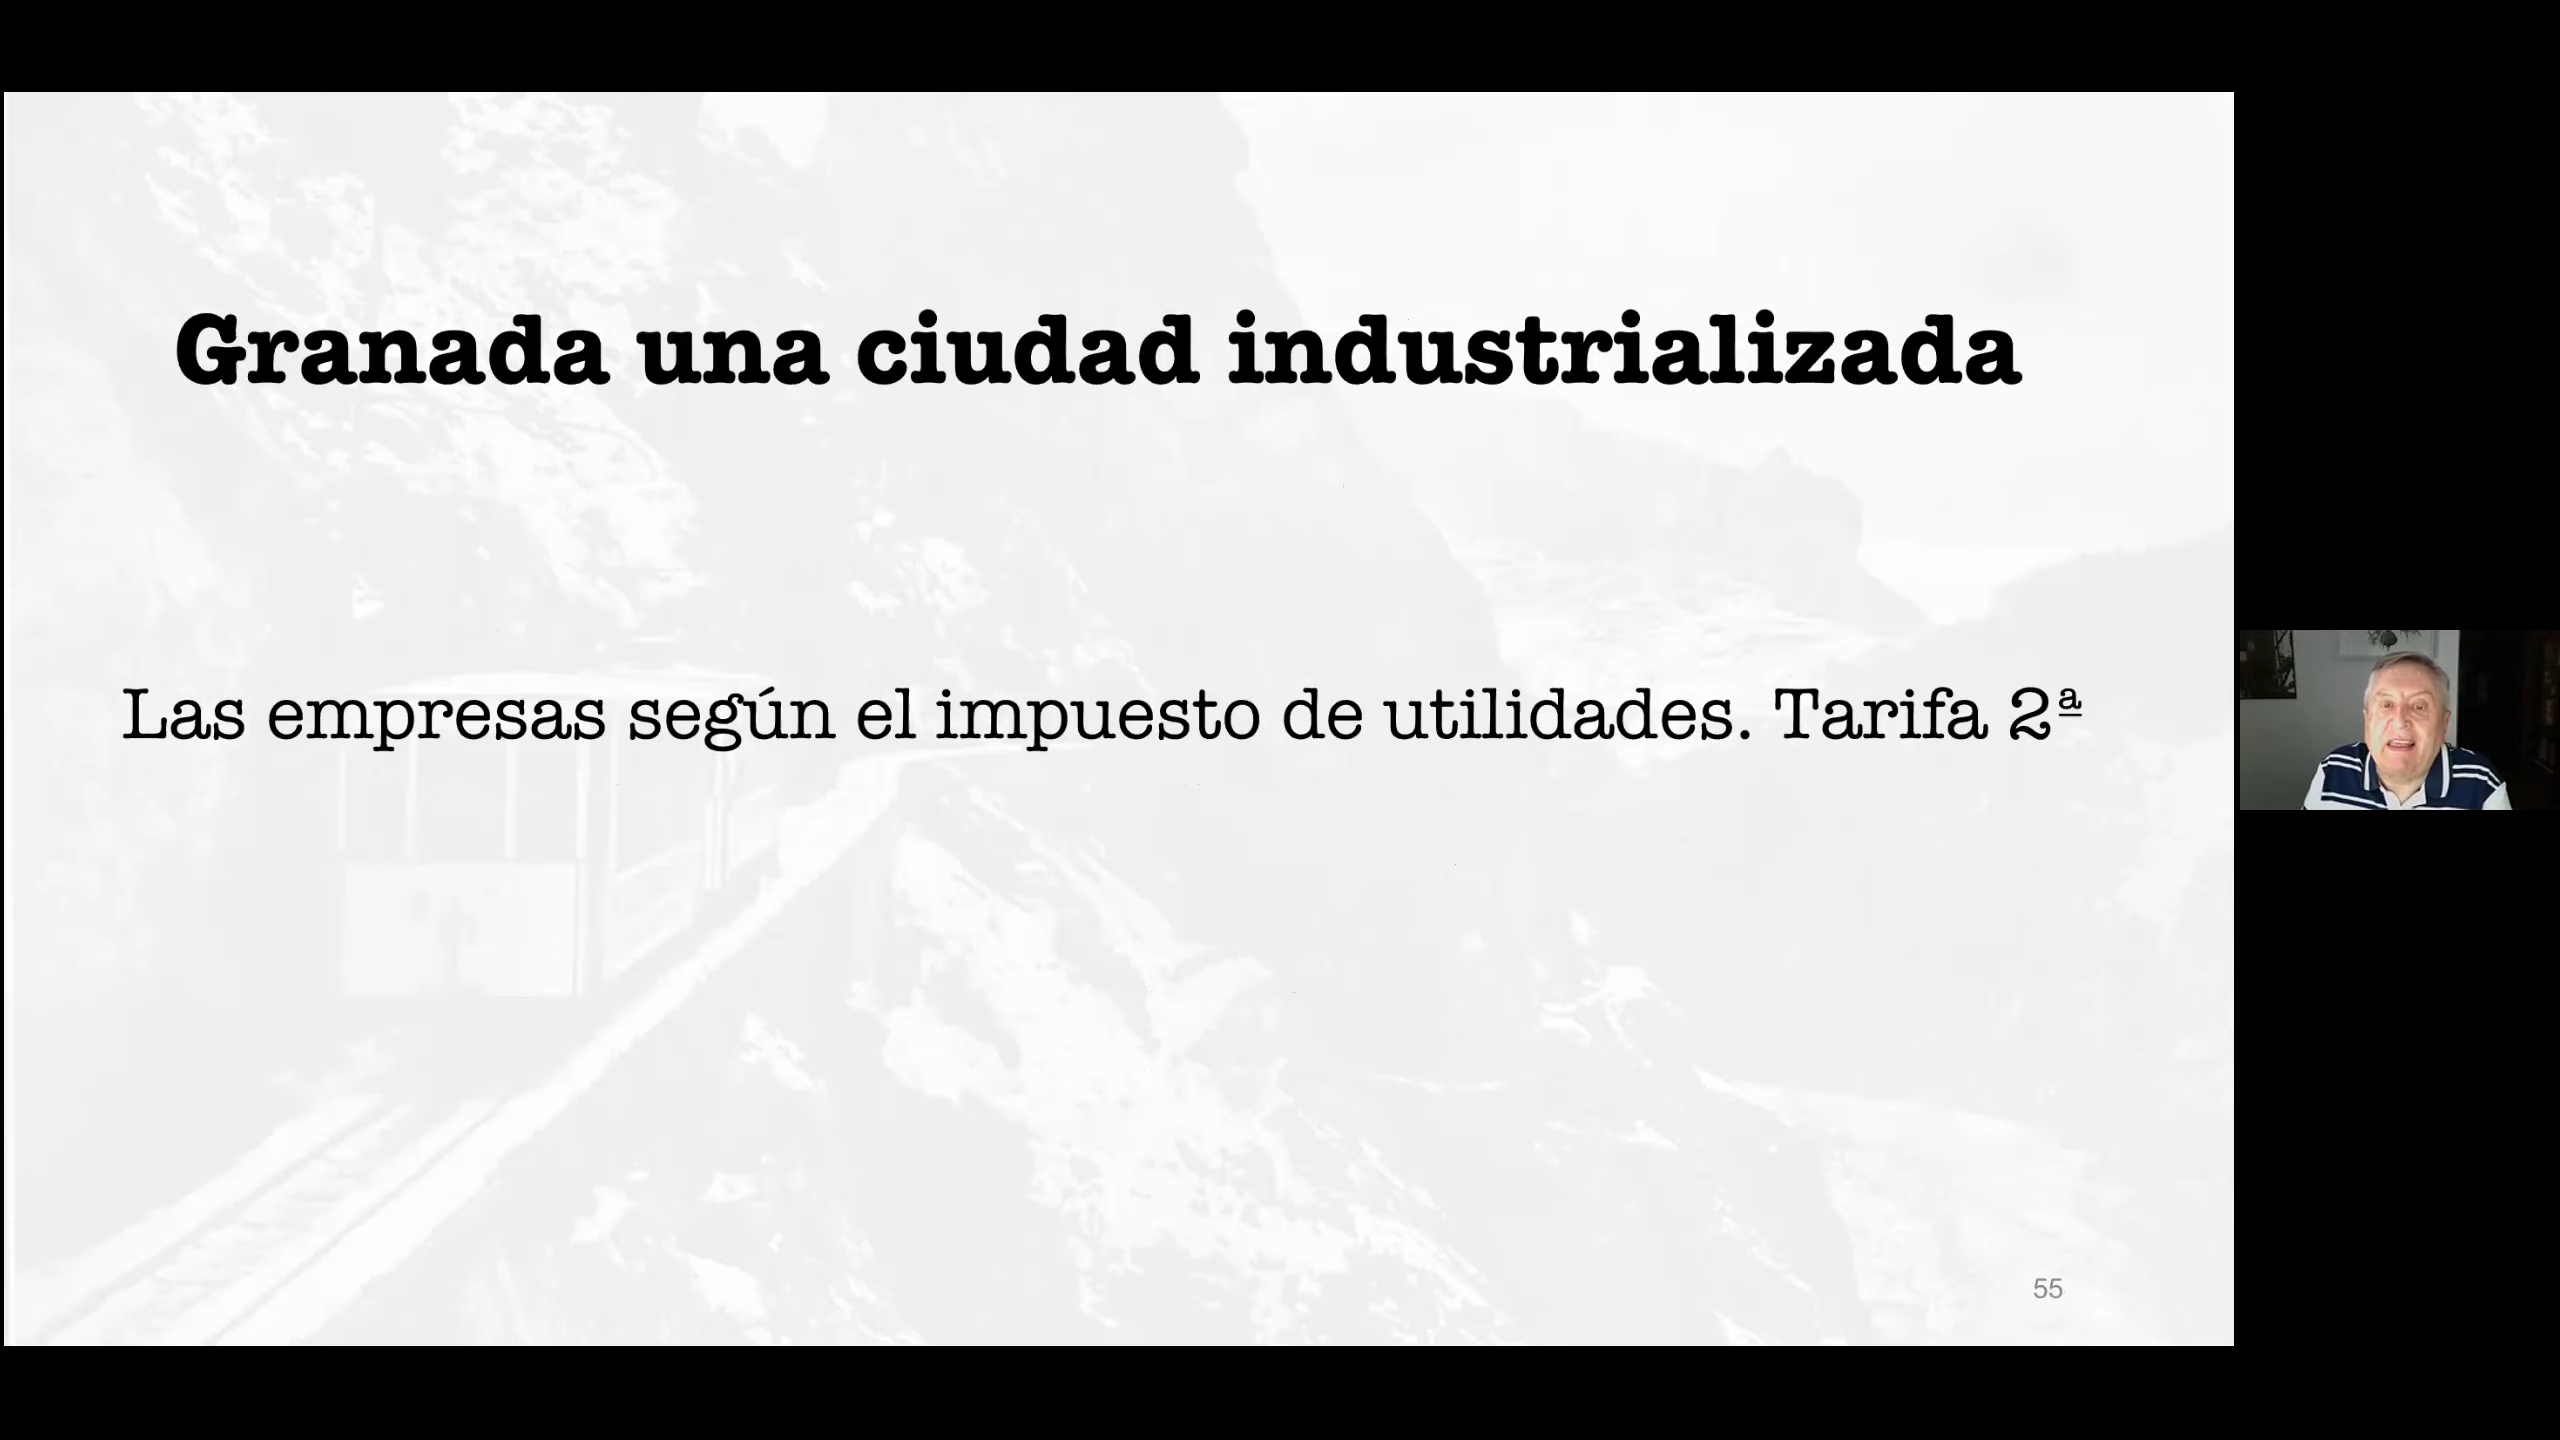 Granada una ciudad industrializada
Las empresas según el impuesto de utilidades. Tarifa 2ª
55